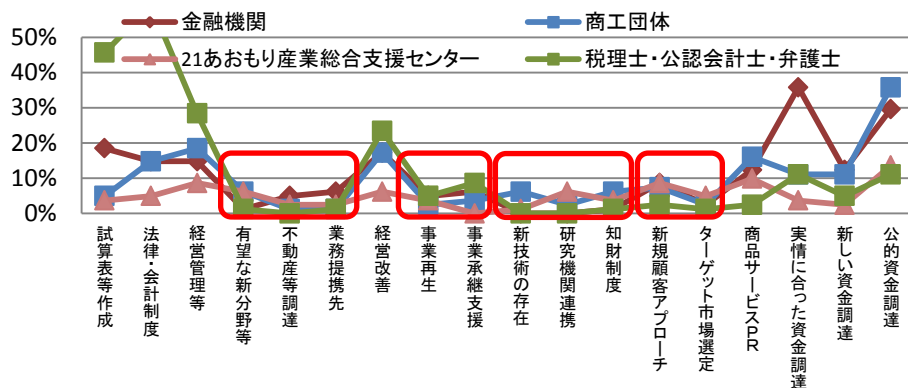 金融機関
商工団体
21あおもり産業総合支援センター
税理士・公認会計士・弁護士
50%
40%
30%
20%
10%
0%
試算表等作成
法律・会計制度
経営管理等
有望な新分野等
不動産等調達
業務提携先
経営改善
事業再生
事業承継支援
新技術の存在
研究機関連携
知財制度
新規顧客アプローチ
ターゲット市場選定
商品サービスPR
実情に合った資金調達
新しい資金調達
公的資金調達